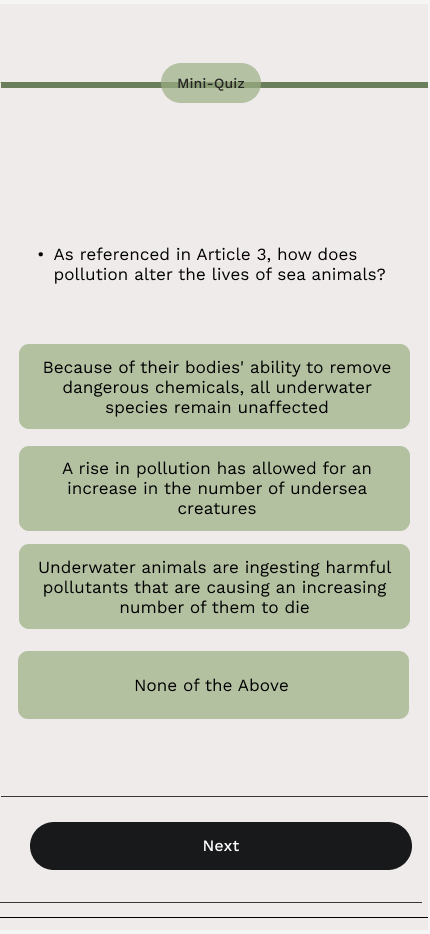 Mini-Quiz
• As referenced in Article 3, how does
pollution alter the lives of sea animals?
Because of their bodies' ability to remove
dangerous chemicals, all underwater
species remain unaffected
A rise in pollution has allowed for an
increase in the number of undersea
creatures
Underwater animals are ingesting harmful
pollutants that are causing an increasing
number of them to die
None of the Above
Next